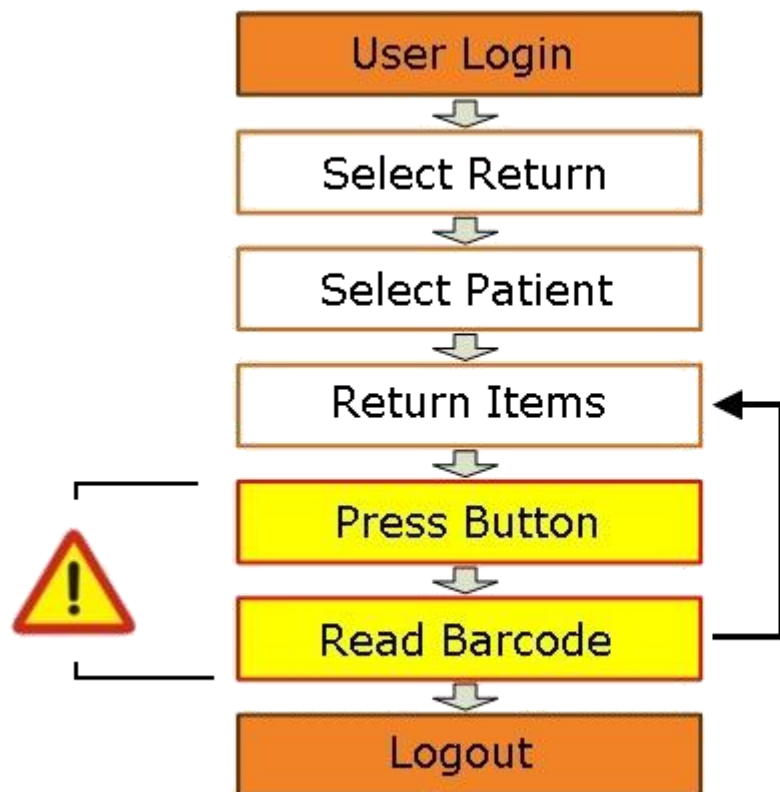 User Login
Select Return
Select Patient
Return Items
Press Button
Read Barcode
Logout